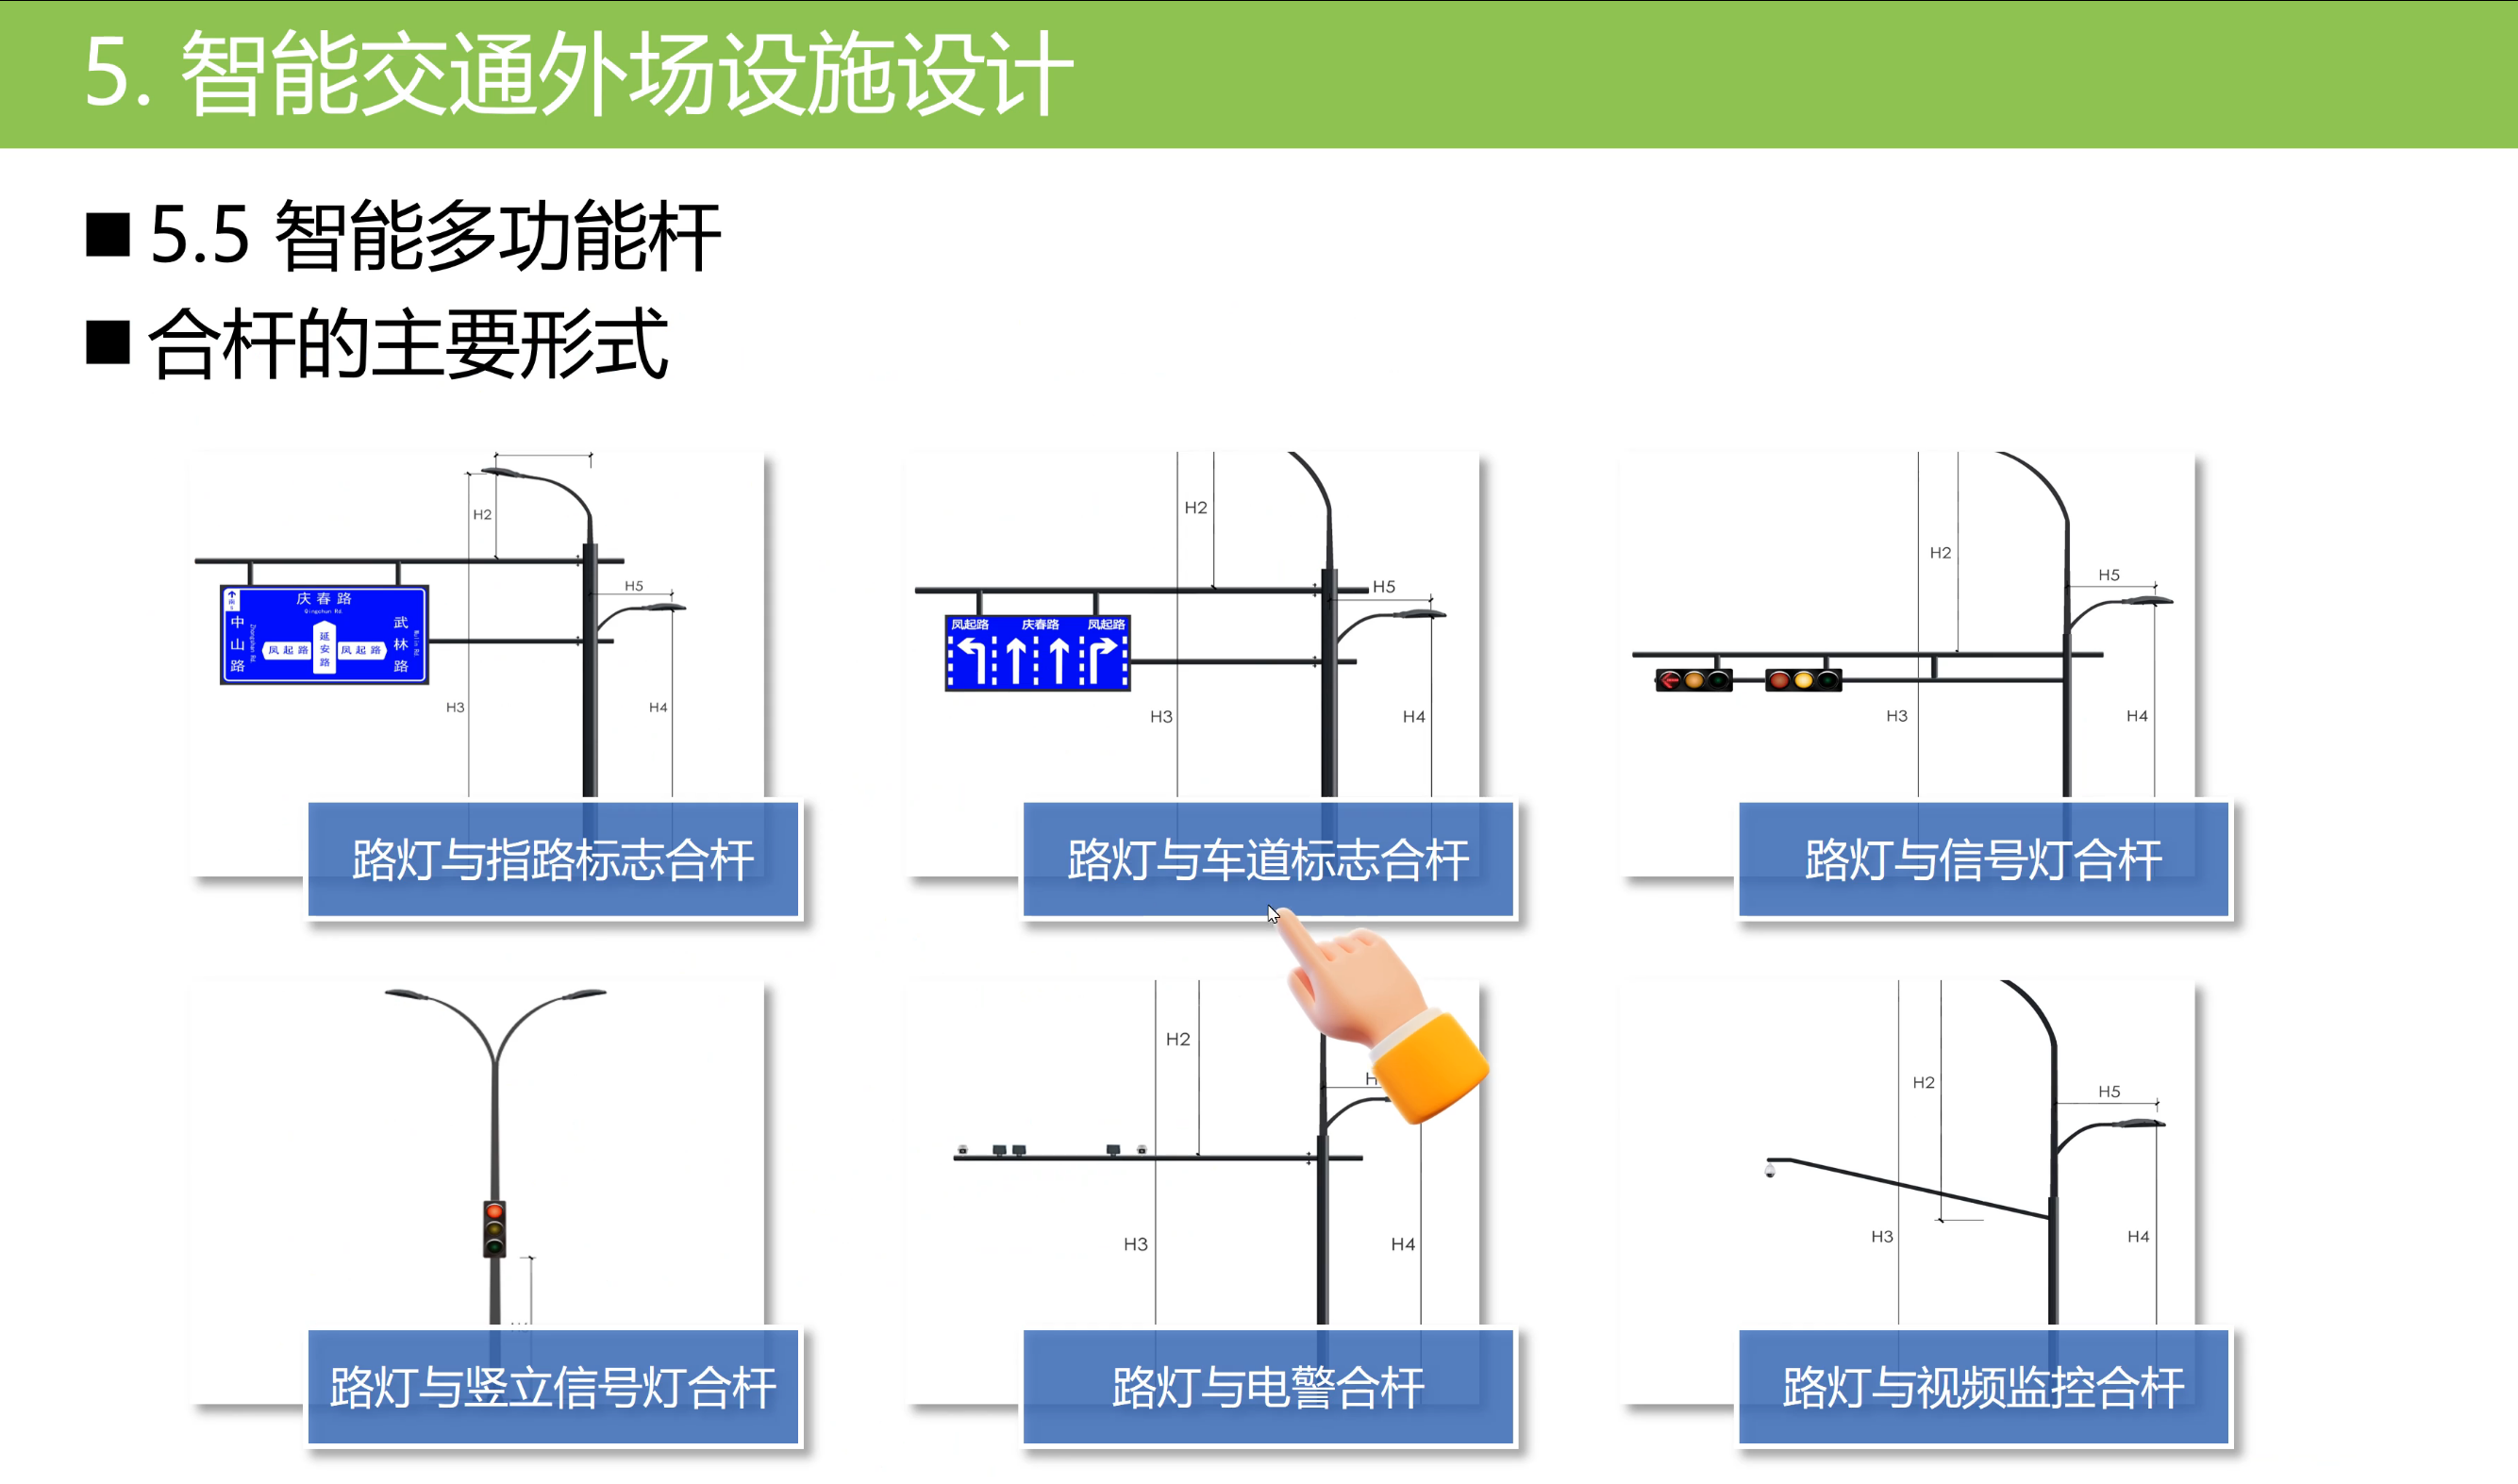 5. 智能交通外场设施设计
■5.5 智能多功能杆
■合杆的主要形式
H2
H5
H3
H4
庆春路
Qingchun Rd.
南
中山路
Zhongshan Rd.
凤起路
延安路
凤起路
武林路
Wulin Rd.
路灯与指路标志合杆
H2
H5
H3
H4
凤起路 庆春路 凤起路
路灯与车道标志合杆
H2
H5
H3
H4
路灯与信号灯合杆
路灯与竖立信号灯合杆
H2
H3
H4
路灯与电警合杆
H2
H5
H3
H4
路灯与视频监控合杆